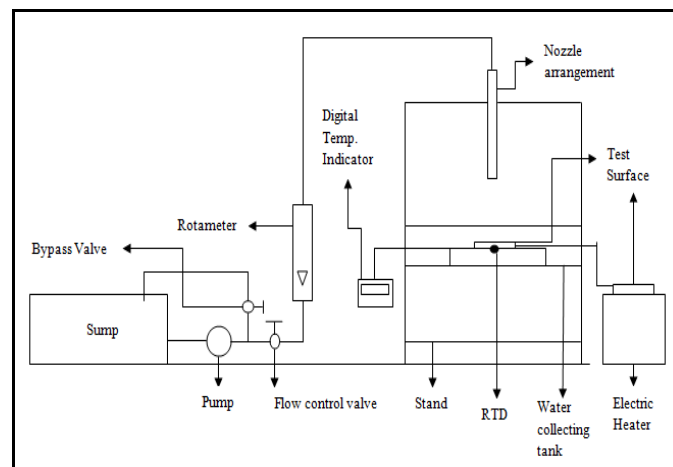 Nozzle
arrangement
Digital
Temp.
Indicator
Test
Surface
Rotameter
Bypass Valve
Sump
Pump
Flow control valve
Stand
RTD
Water
collecting
tank
Electric
Heater